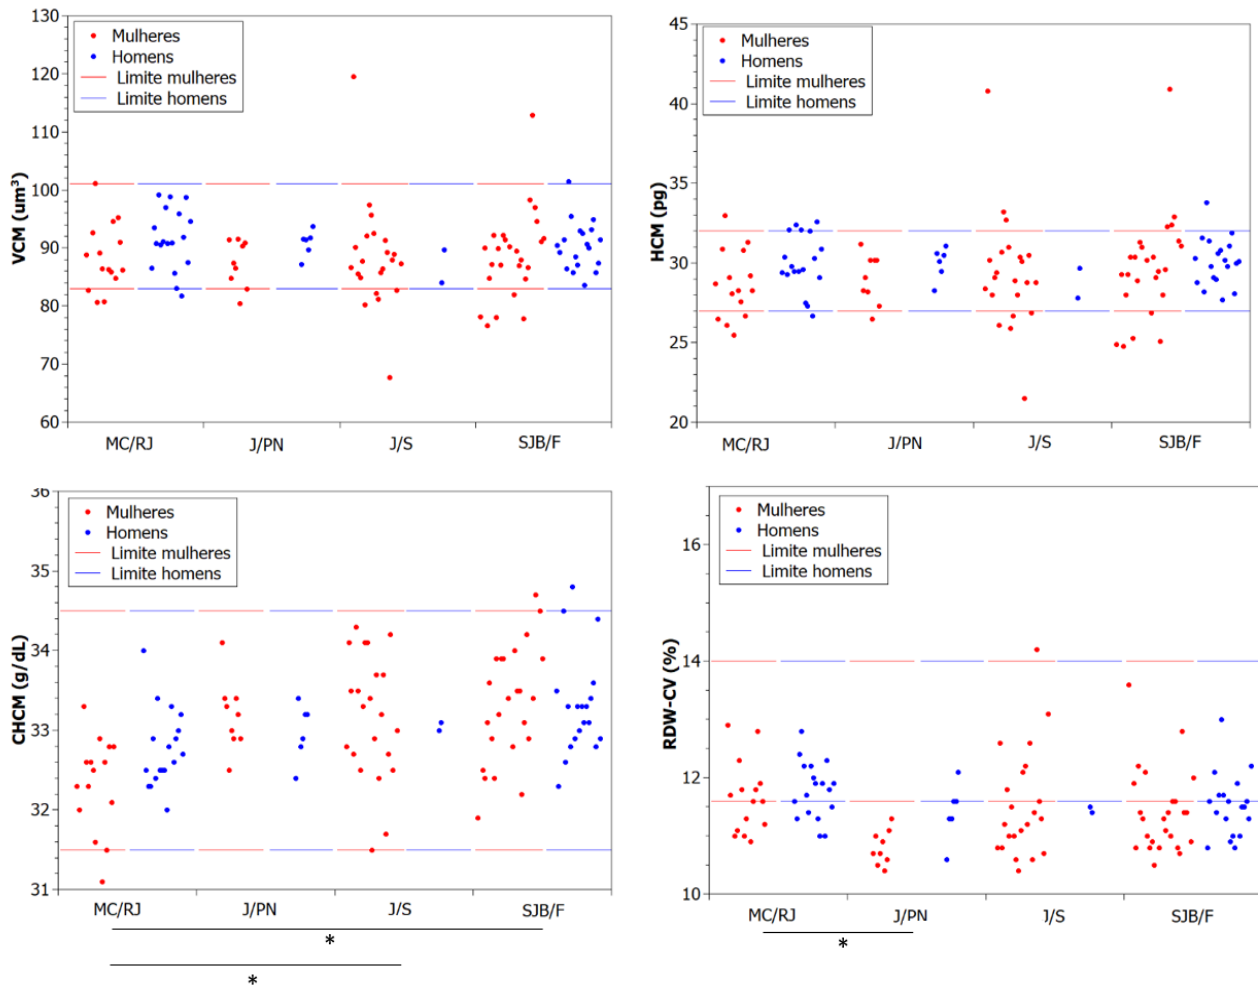 130
120
110
100
90
80
70
60
VCM (um³)
Mulheres
Homens
Limite mulheres
Limite homens
MC/RJ J/PN J/S SJB/F
45
40
35
30
25
20
HCM (pg)
Mulheres
Homens
Limite mulheres
Limite homens
MC/RJ J/PN J/S SJB/F
36
35
34
33
32
31
CHCM (g/dL)
Mulheres
Homens
Limite mulheres
Limite homens
MC/RJ J/PN J/S SJB/F
*
*
16
14
12
10
RDW-CV (%)
Mulheres
Homens
Limite mulheres
Limite homens
MC/RJ J/PN J/S SJB/F
*